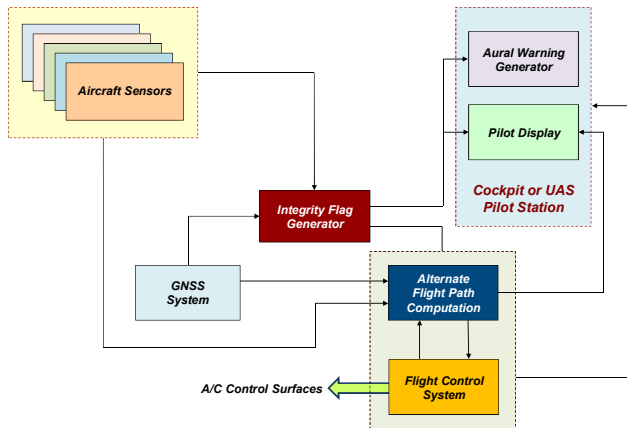 Aural Warning
Generator
Aircraft Sensors
Pilot Display
Cockpit or UAS
Pilot Station
Integrity Flag
Generator
GNSS
System
Alternate
Flight Path
Computation
A/C Control Surfaces
Flight Control
System